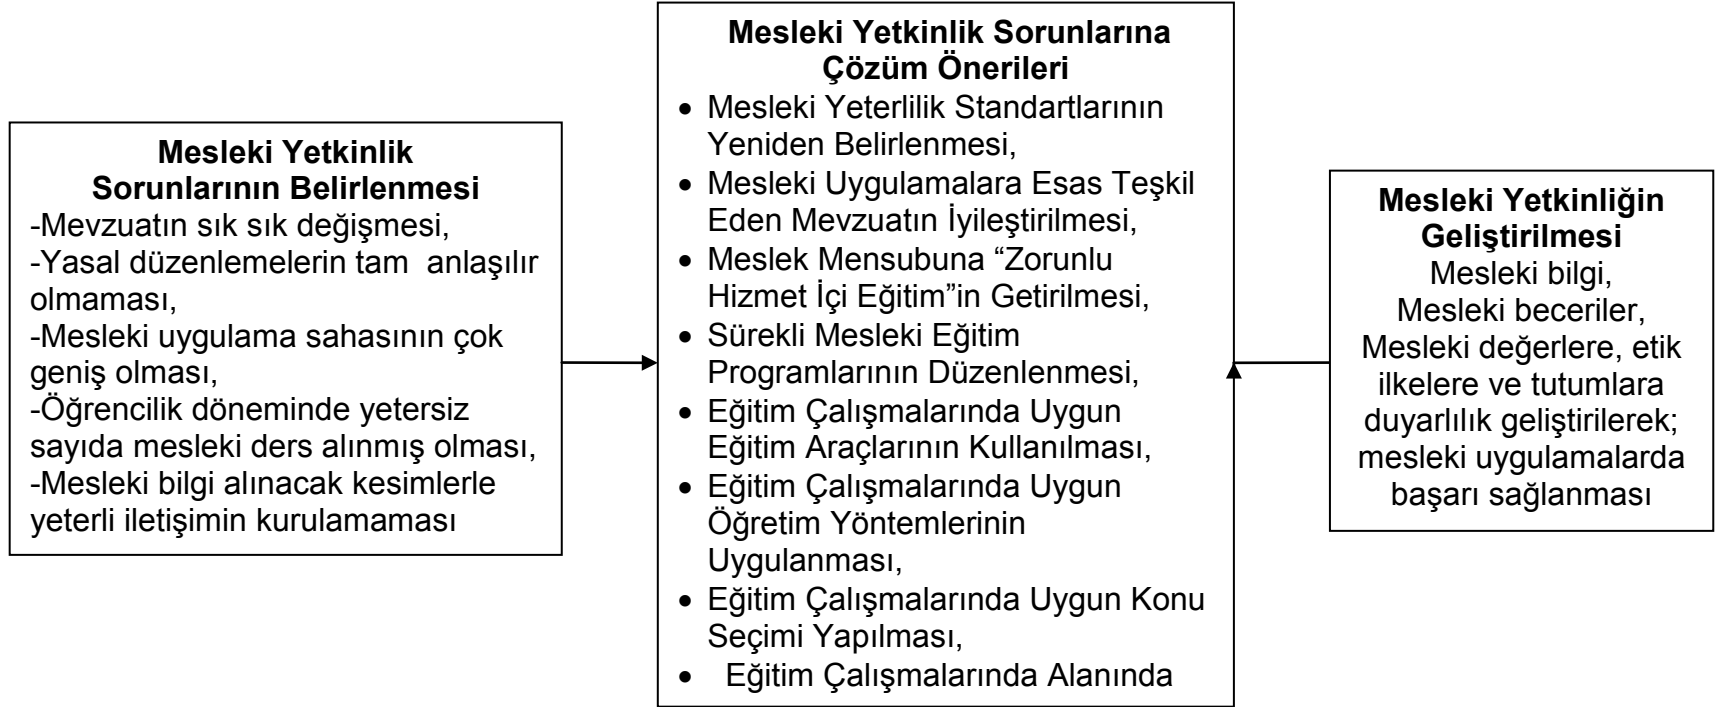 Mesleki Yetkinlik
Sorunlarının Belirlenmesi
-Mevzuatın sık sık değişmesi,
-Yasal düzenlemelerin tam anlaşılır
olmaması,
-Mesleki uygulama sahasının çok
geniş olması,
-Öğrencilik döneminde yetersiz
sayıda mesleki ders alınmış olması,
-Mesleki bilgi alınacak kesimlerle
yeterli iletişimin kurulamaması
Mesleki Yetkinlik Sorunlarına
Çözüm Önerileri
• Mesleki Yeterlilik Standartlarının
Yeniden Belirlenmesi,
• Mesleki Uygulamalara Esas Teşkil
Eden Mevzuatın İyileştirilmesi,
• Meslek Mensubuna “Zorunlu
Hizmet İçi Eğitim”in Getirilmesi,
• Sürekli Mesleki Eğitim
Programlarının Düzenlenmesi,
• Eğitim Çalışmalarında Uygun
Eğitim Araçlarının Kullanılması,
• Eğitim Çalışmalarında Uygun
Öğretim Yöntemlerinin
Uygulanması,
• Eğitim Çalışmalarında Uygun Konu
Seçimi Yapılması,
• Eğitim Çalışmalarında Alanında
Mesleki Yetkinliğin
Geliştirilmesi
Mesleki bilgi,
Mesleki beceriler,
Mesleki değerlere, etik
ilkelere ve tutumlara
duyarlılık geliştirilerek;
mesleki uygulamalarda
başarı sağlanması